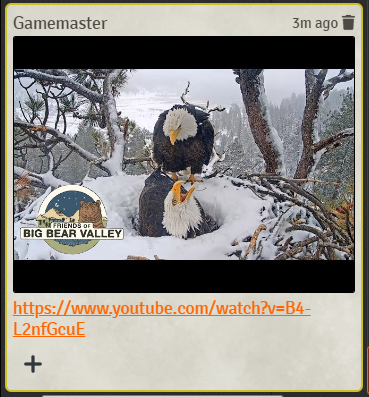 Gamemaster
3m ago
FRIENDS OF
BIG BEAR VALLEY
https://www.youtube.com/watch?v=B4-
L2nfGcuE